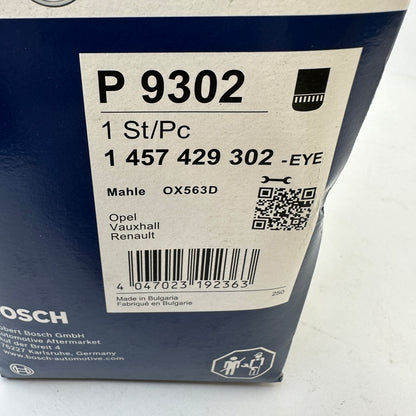 P 9302
1 St/Pc
1 457 429 302 -EYE
Mahle OX563D
Opel
Vauxhall
Renault
4 047023 192363
250
Made in Bulgaria
Fabriqué en Bulgarie
BOSCH
Robert Bosch GmbH
Automotive Aftermarket
Auf der Breit 4
76227 Karlsruhe, Germany
www.bosch-automotive.com
BOSCH